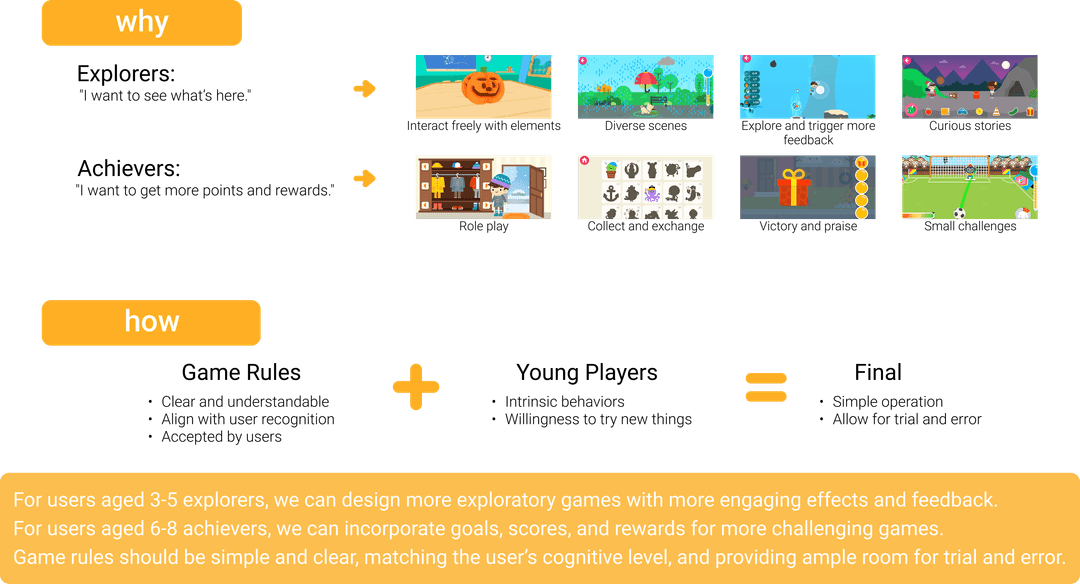 why
Explorers:
"I want to see what's here."
Interact freely with elements
Diverse scenes
Explore and trigger more
feedback
Curious stories
Achievers:
"I want to get more points and rewards."
Role play
Collect and exchange
Victory and praise
Small challenges
how
Game Rules
• Clear and understandable
• Align with user recognition
• Accepted by users
Young Players
• Intrinsic behaviors
• Willingness to try new things
Final
• Simple operation
• Allow for trial and error
For users aged 3-5 explorers, we can design more exploratory games with more engaging effects and feedback.
For users aged 6-8 achievers, we can incorporate goals, scores, and rewards for more challenging games.
Game rules should be simple and clear, matching the user’s cognitive level, and providing ample room for trial and error.